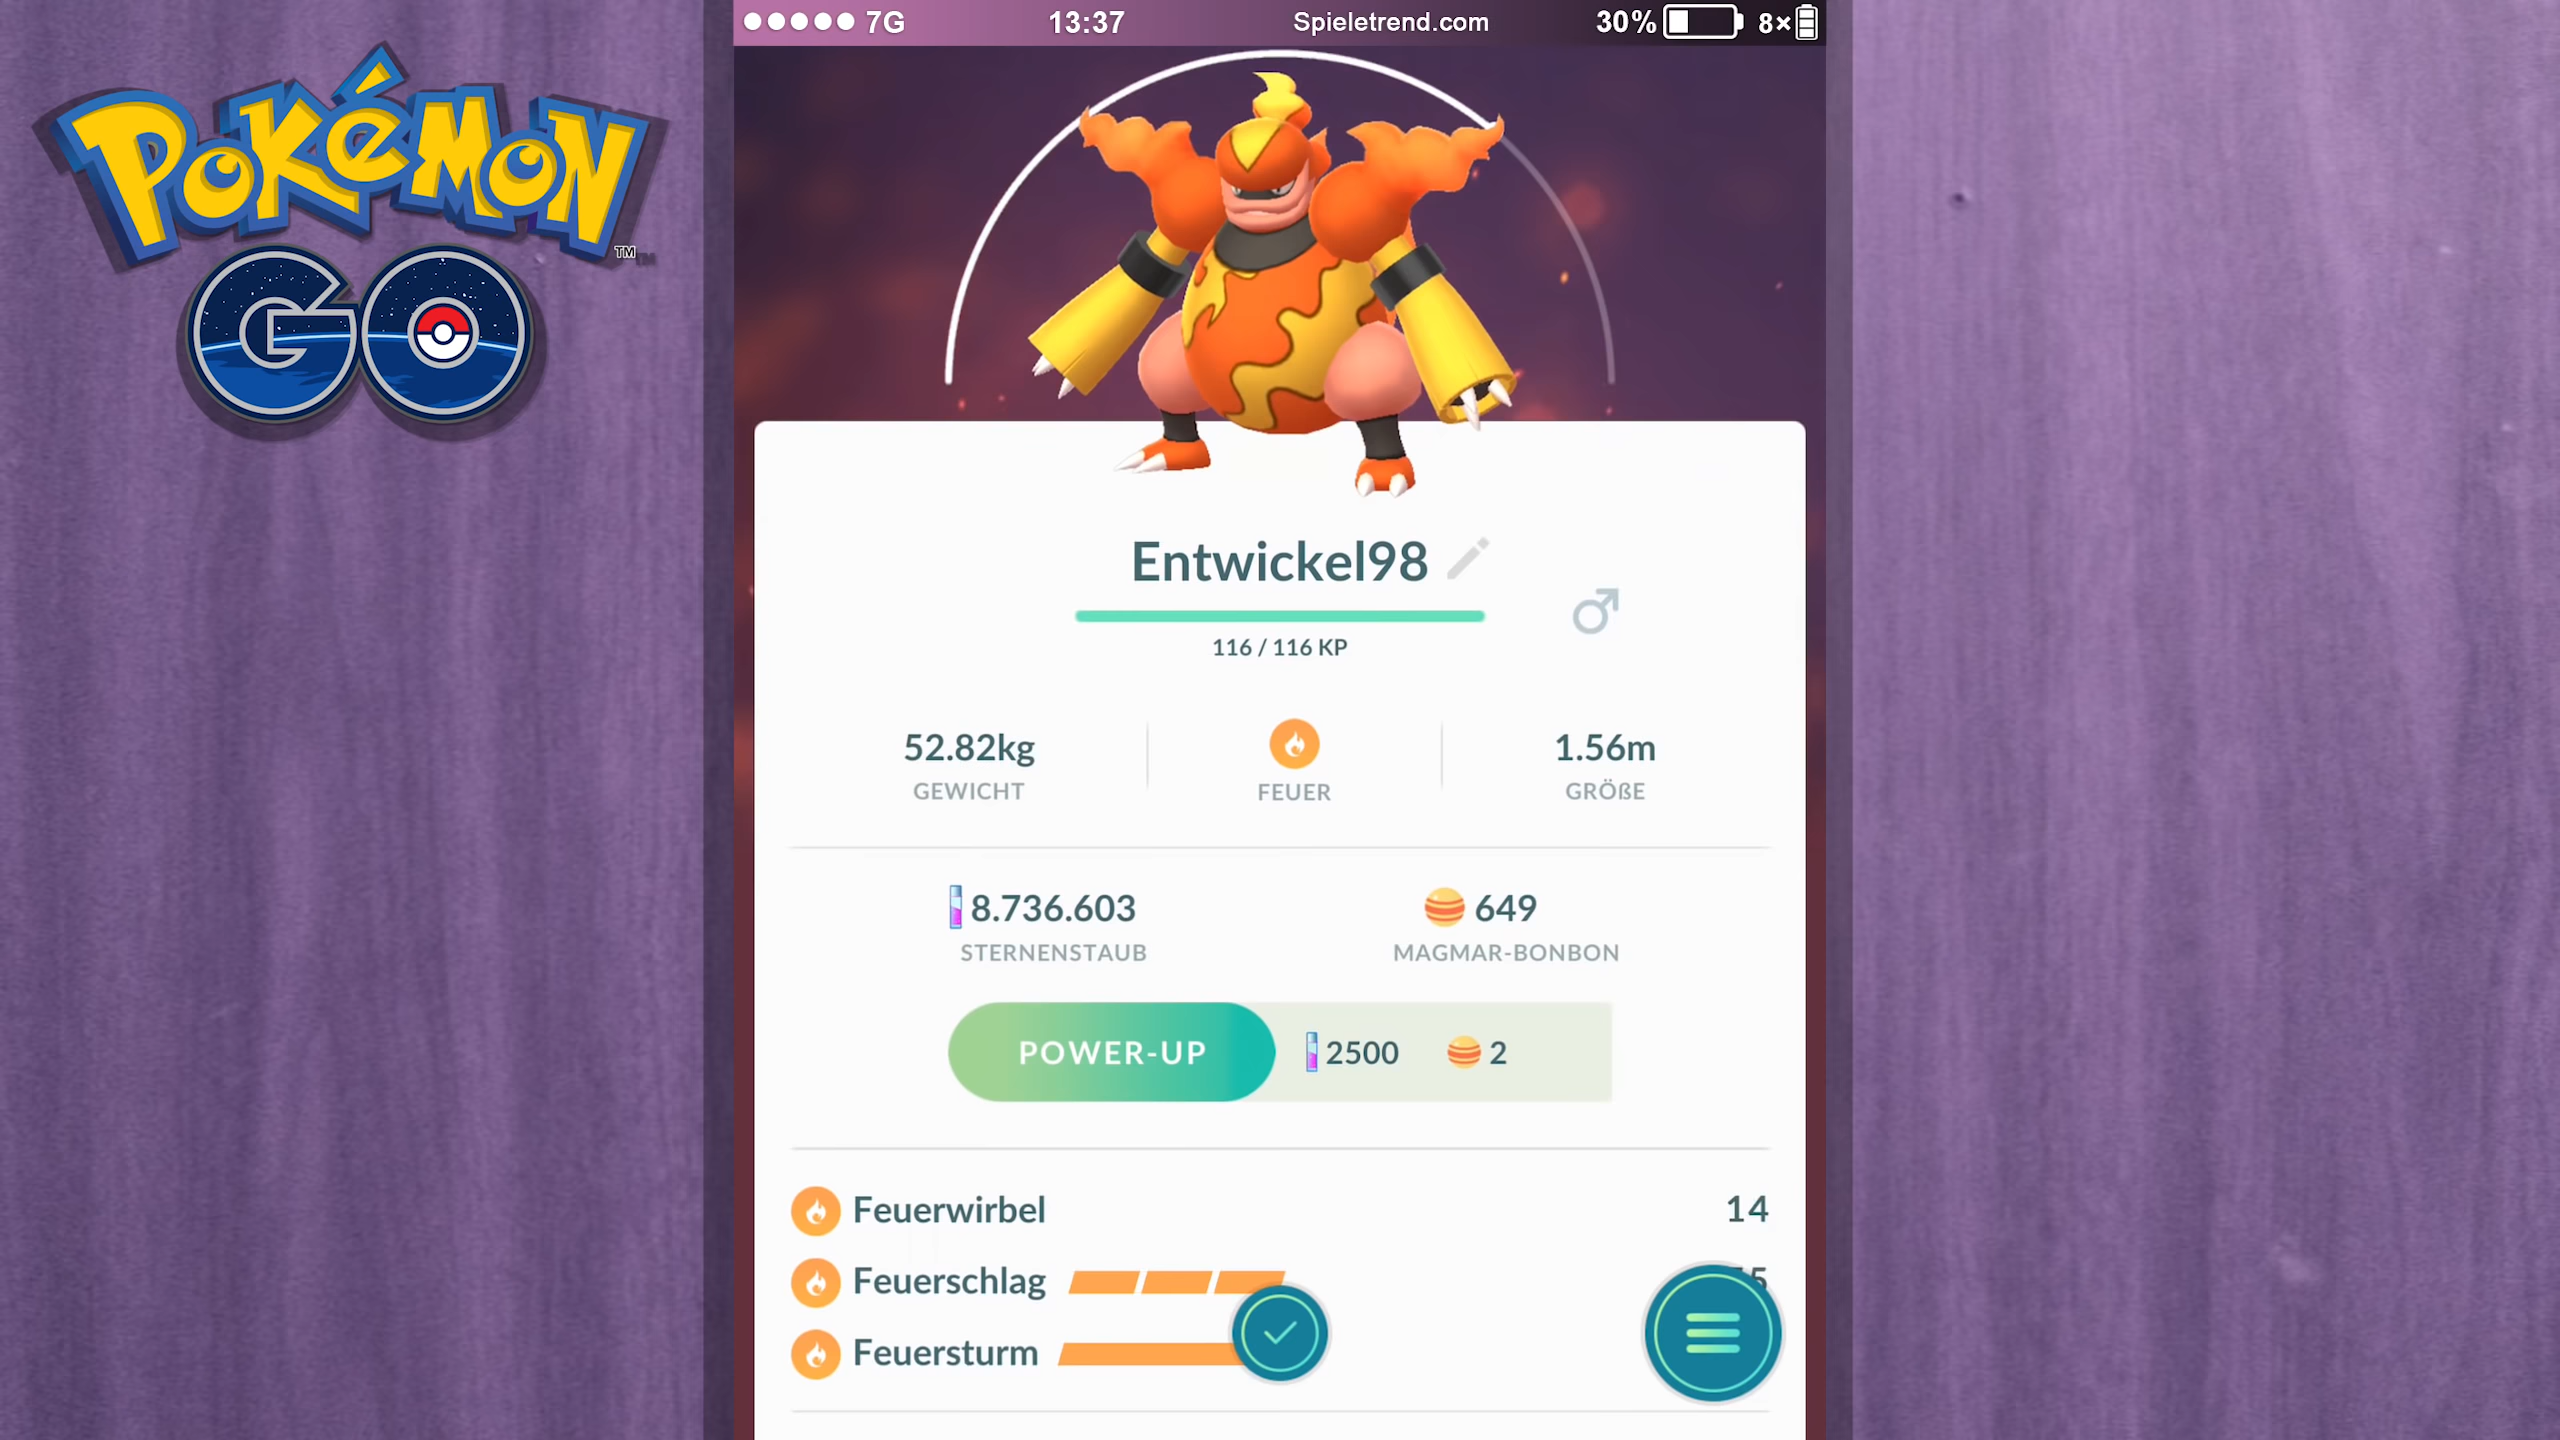 7G 13:37 Spieletrend.com 30% 8×
POKéMON
TM
GO
Entwickel98
116 / 116 KP
52.82kg FEUER 1.56m
GEWICHT GRÖßE
8.736.603 649
STERNENSTAUB MAGMAR-BONBON
POWER-UP 2500 2
Feuerwirbel 14
Feuerschlag
Feuersturm